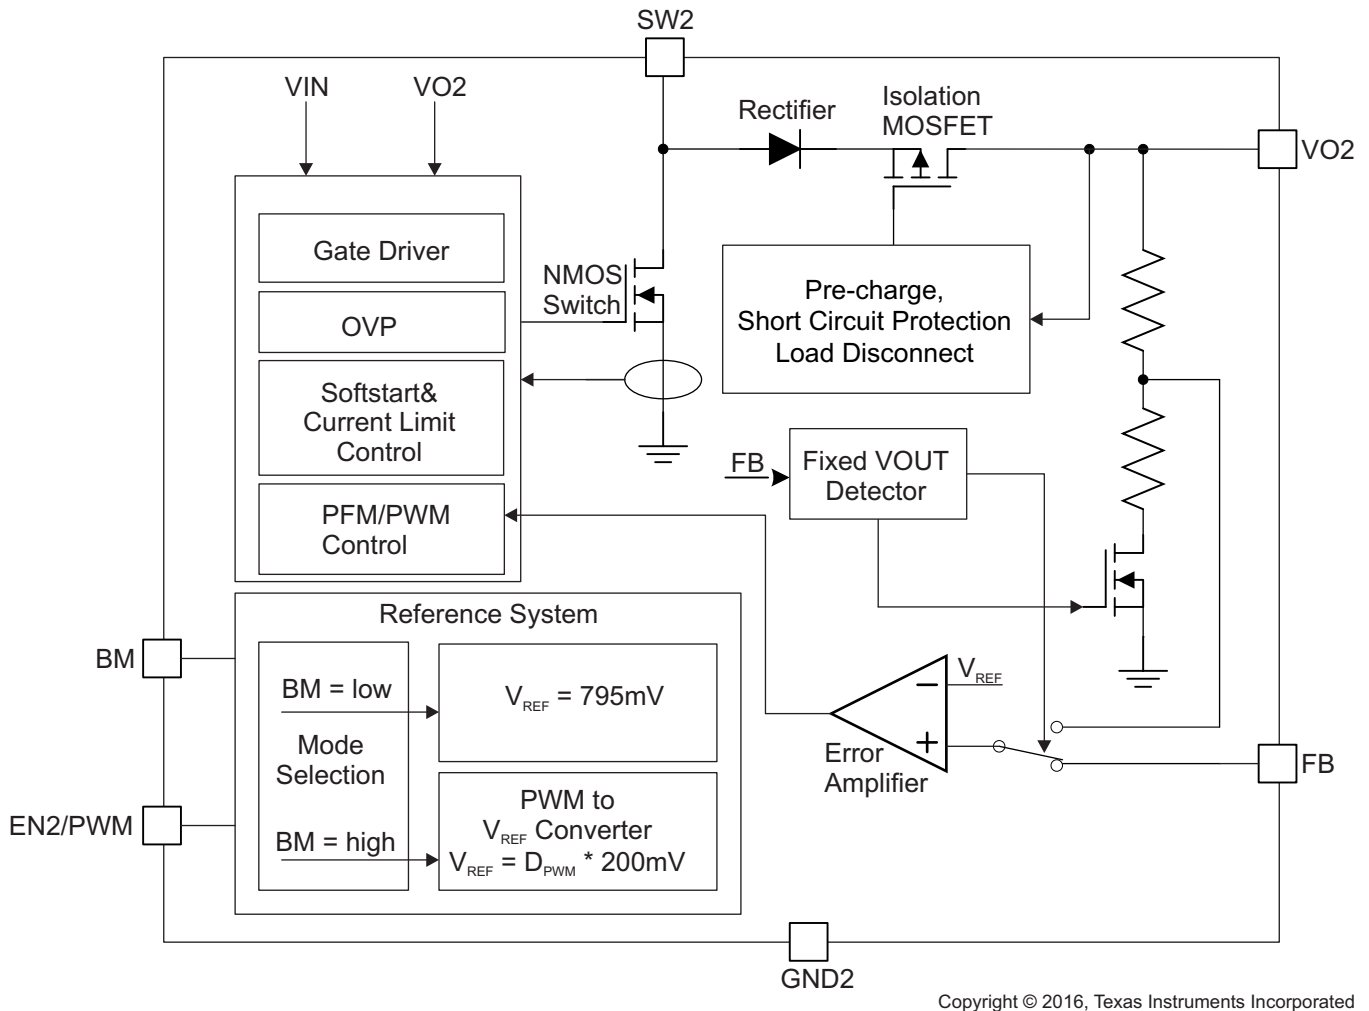 SW2
VIN
VO2
Rectifier
Isolation
MOSFET
VO2
Gate Driver
OVP
Softstart&
Current Limit
Control
PFM/PWM
Control
NMOS
Switch
Pre-charge,
Short Circuit Protection
Load Disconnect
FB
Fixed VOUT
Detector
Reference System
BM
BM = low
Mode
Selection
BM = high
VREF = 795mV
PWM to
VREF Converter
VREF = DPWM * 200mV
EN2/PWM
VREF
−
+
Error
Amplifier
FB
GND2
Copyright © 2016, Texas Instruments Incorporated